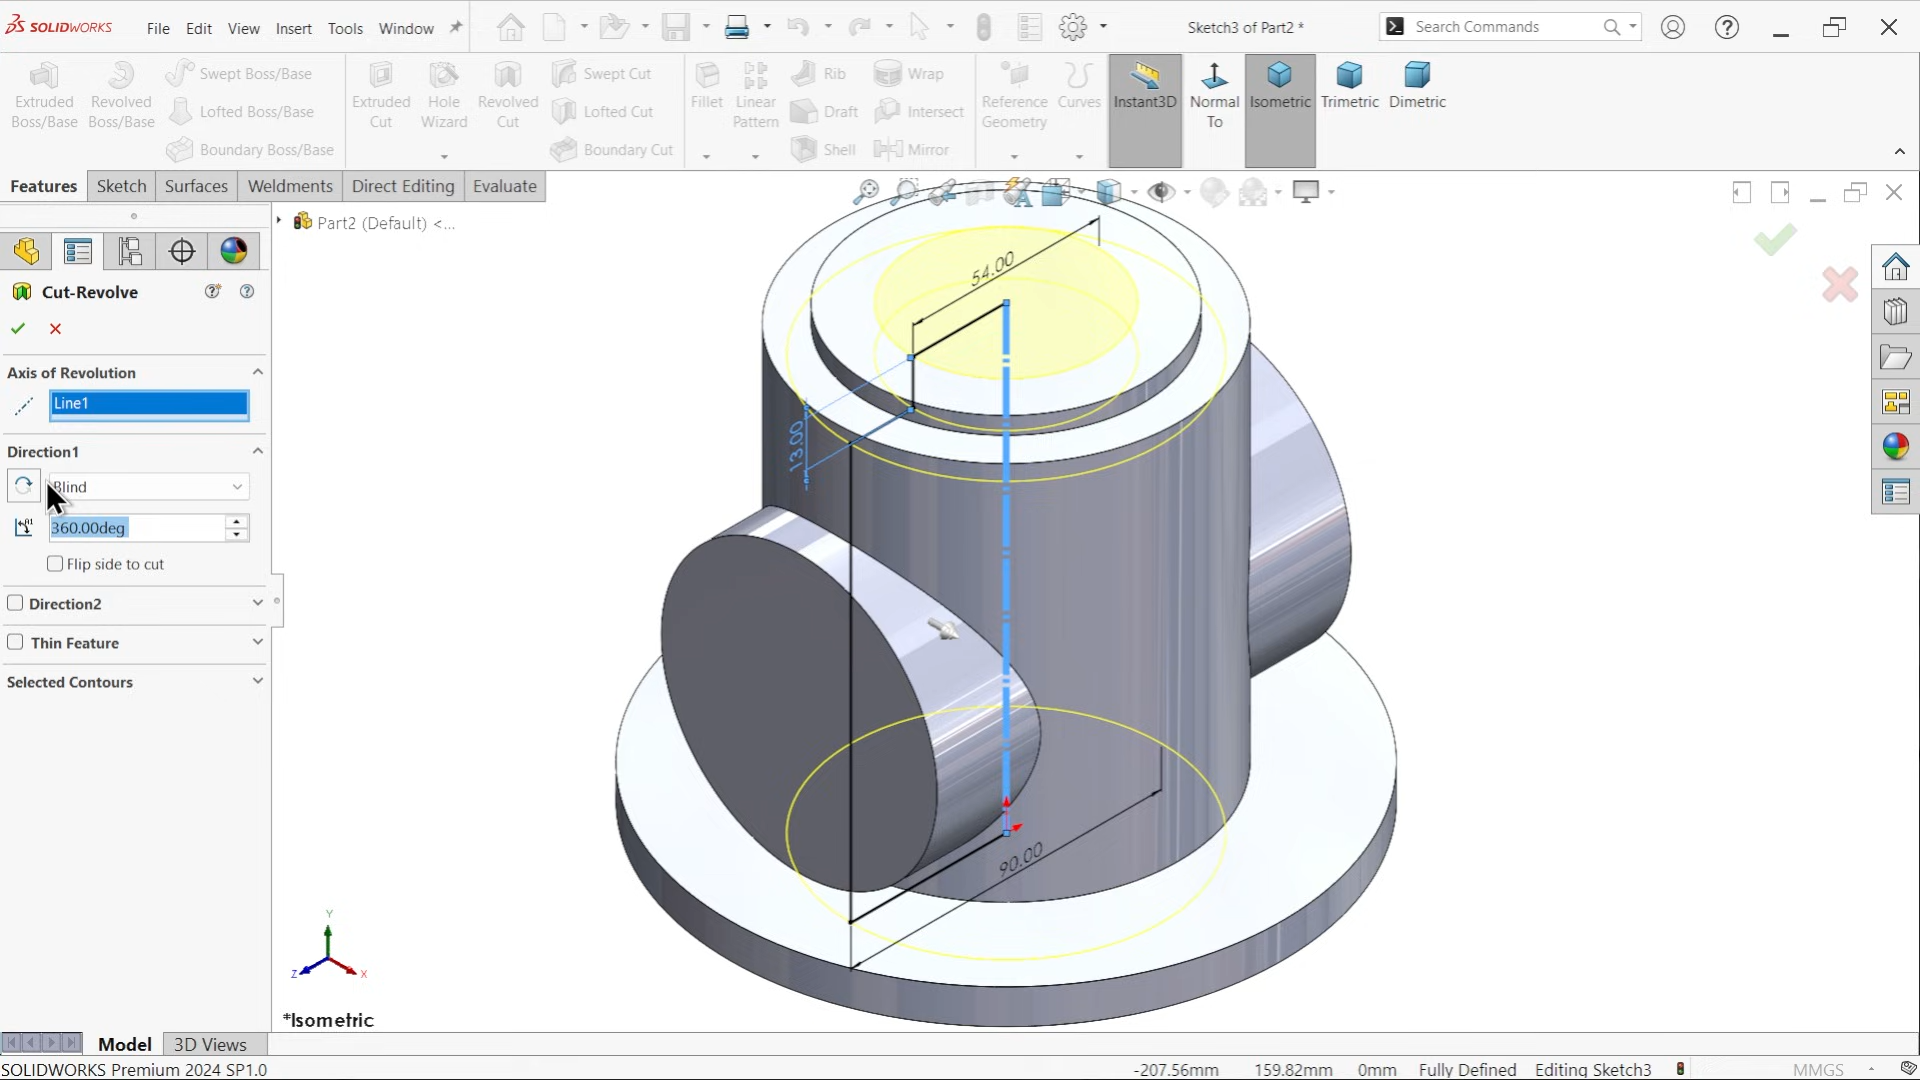 SOLIDWORKS
File Edit View Insert Tools Window
Sketch3 of Part2 *
Search Commands
Extruded Boss/Base
Revolved Boss/Base
Swept Boss/Base
Lofted Boss/Base
Boundary Boss/Base
Extruded Cut
Hole Wizard
Revolved Cut
Swept Cut
Lofted Cut
Boundary Cut
Fillet
Linear Pattern
Rib
Draft
Shell
Wrap
Intersect
Mirror
Reference Geometry
Curves
Instant3D
Normal To
Isometric
Trimetric
Dimetric
Features Sketch Surfaces Weldments Direct Editing Evaluate
Part2 (Default) <...
Cut-Revolve
Axis of Revolution
Line1
Direction1
Blind
360.00deg
Flip side to cut
Direction2
Thin Feature
Selected Contours
54.00
13.00
90.00
Y
Z
X
*Isometric
Model 3D Views
SOLIDWORKS Premium 2024 SP1.0
-207.56mm 159.82mm 0mm Fully Defined Editing Sketch3 MMGS